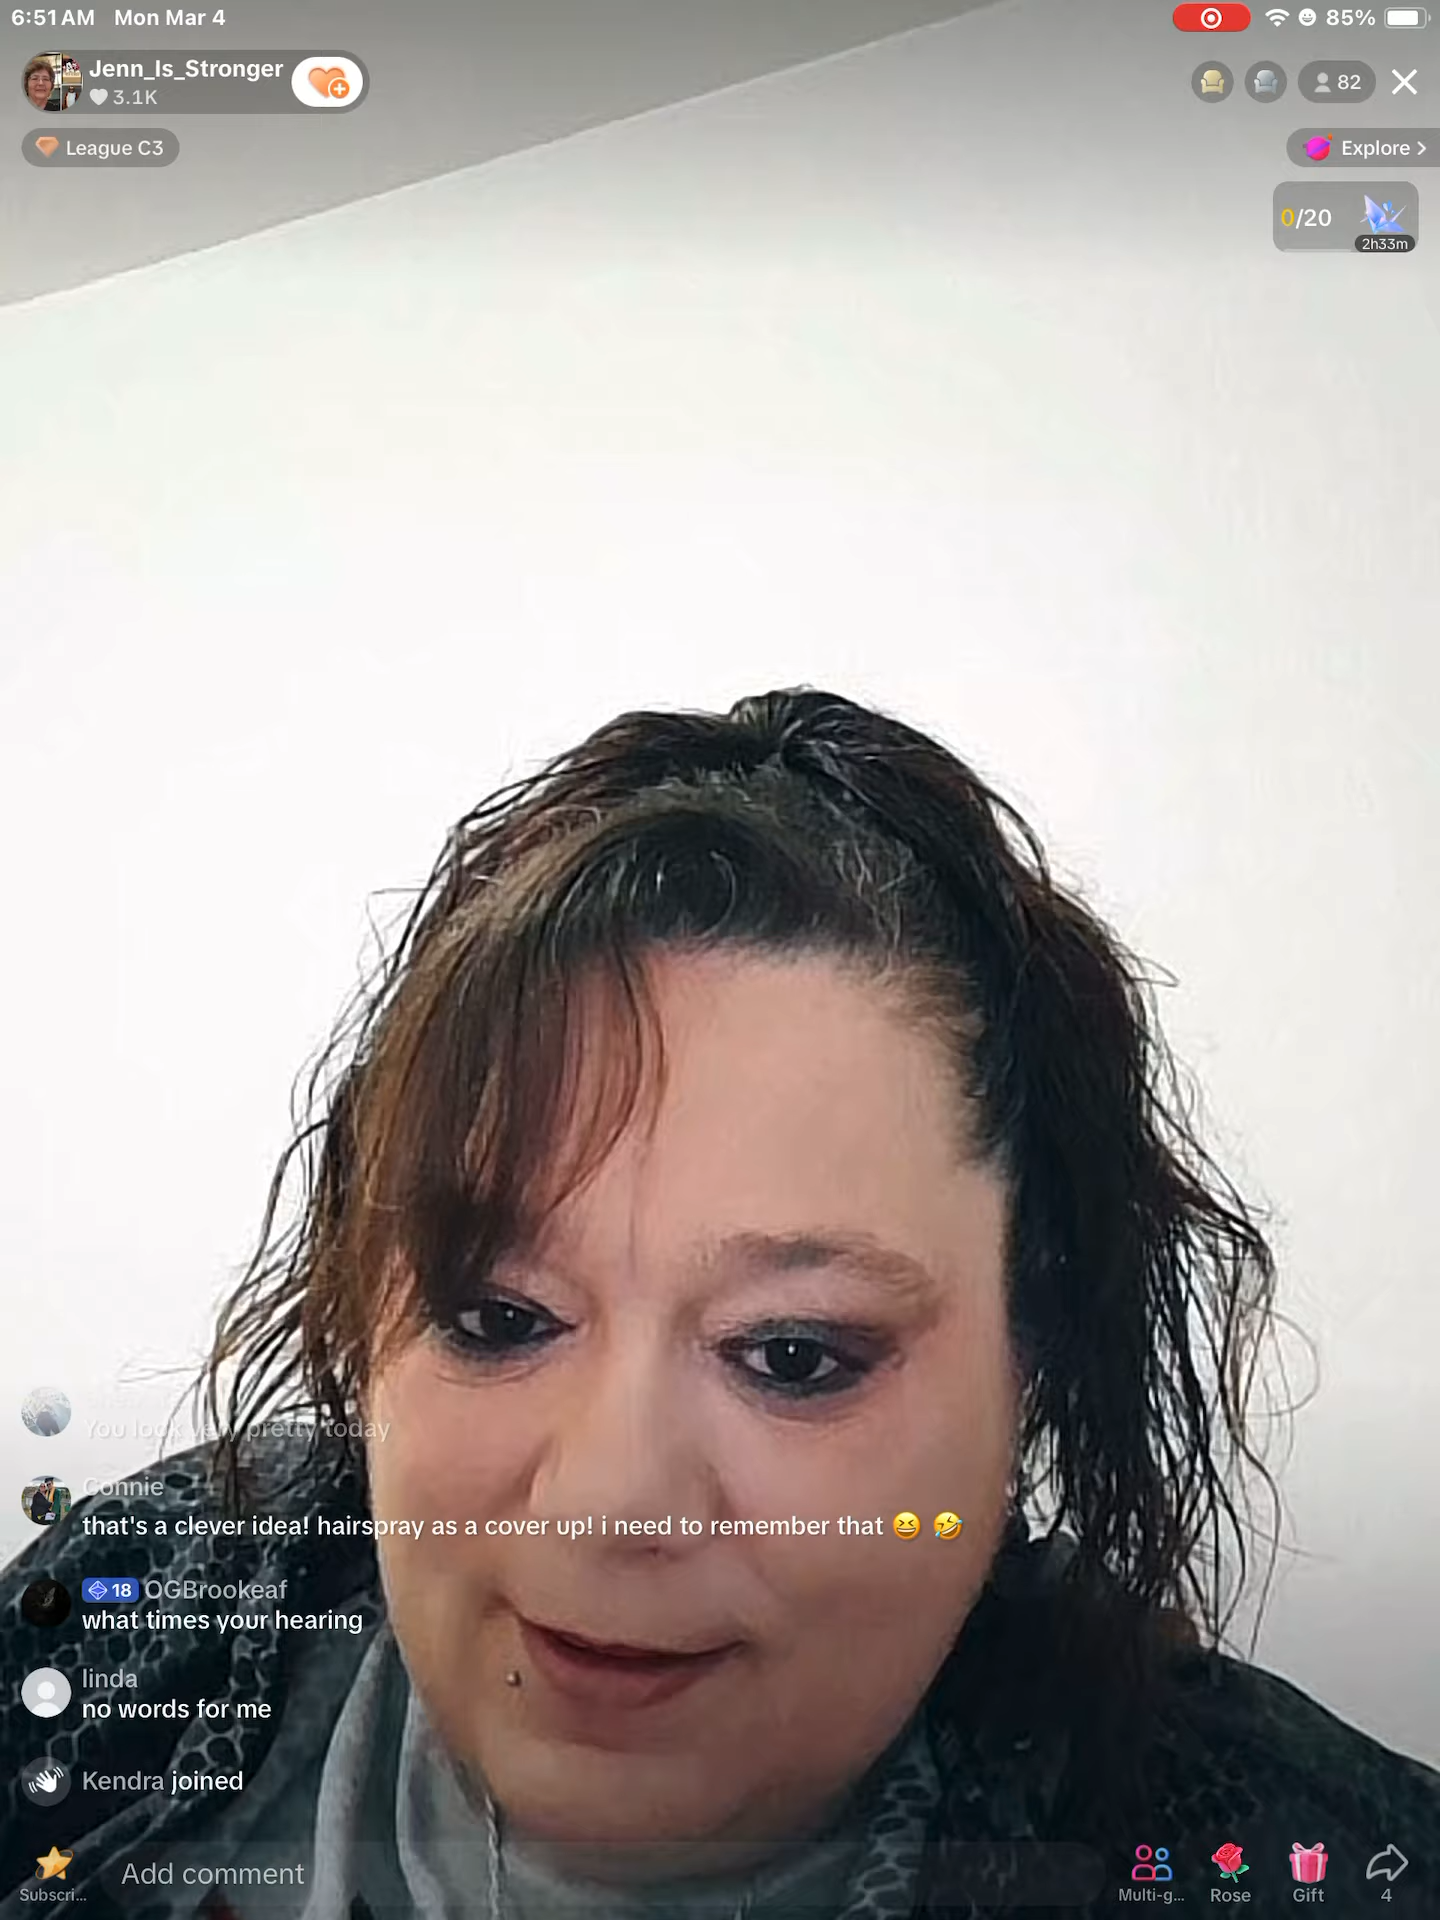 6:51 AM Mon Mar 4
85%
Jenn_Is_Stronger
3.1K
82
League C3
Explore >
0/20
2h33m
You look very pretty today
Connie
that's a clever idea! hairspray as a cover up! i need to remember that 😆 🤣
18 OGBrookeaf
what times your hearing
linda
no words for me
Kendra joined
Add comment
Subscri...
Multi-g...
Rose
Gift
4